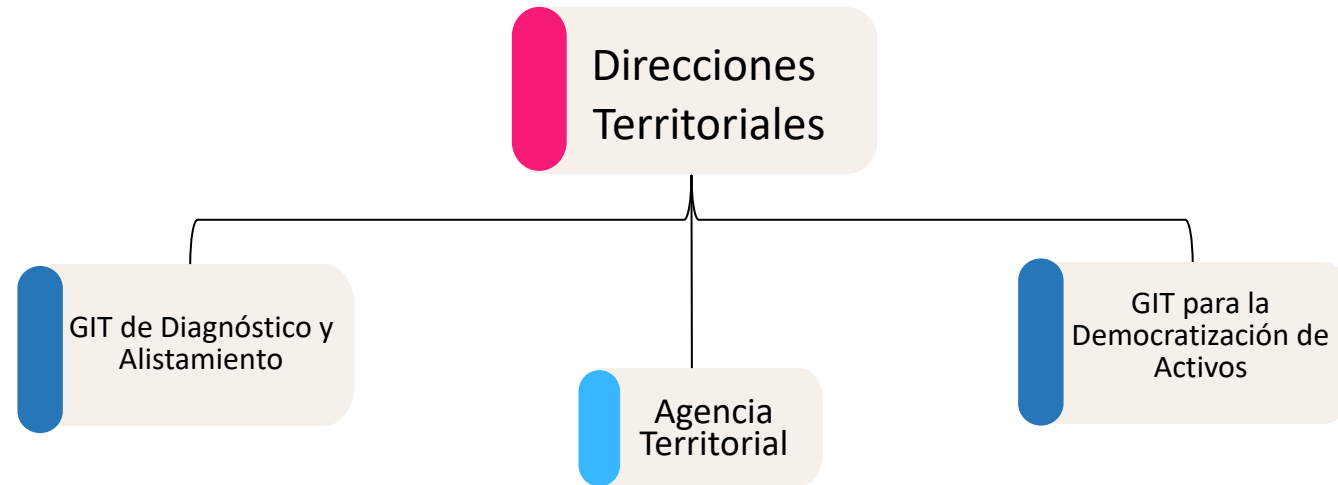 Direcciones
Territoriales
GIT de Diagnóstico y
Alistamiento
Agencia
Territorial
GIT para la
Democratización de
Activos